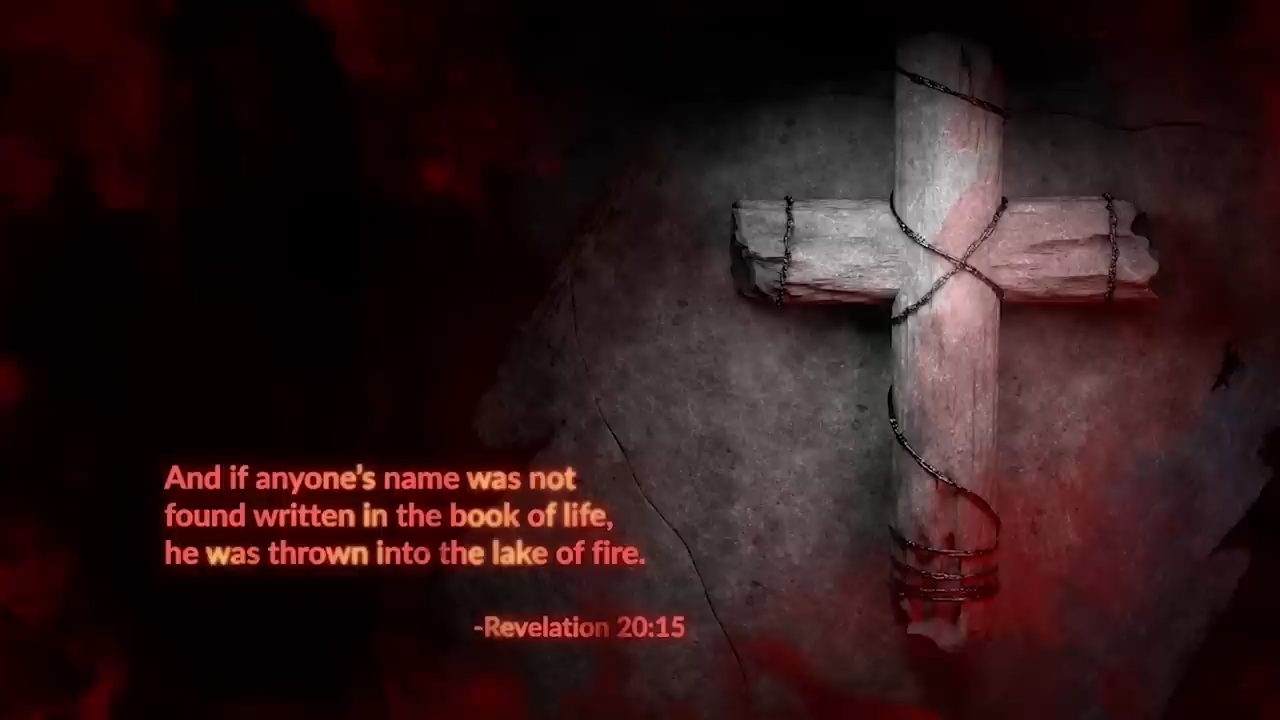 And if anyone's name was not
found written in the book of life,
he was thrown into the lake of fire.
-Revelation 20:15